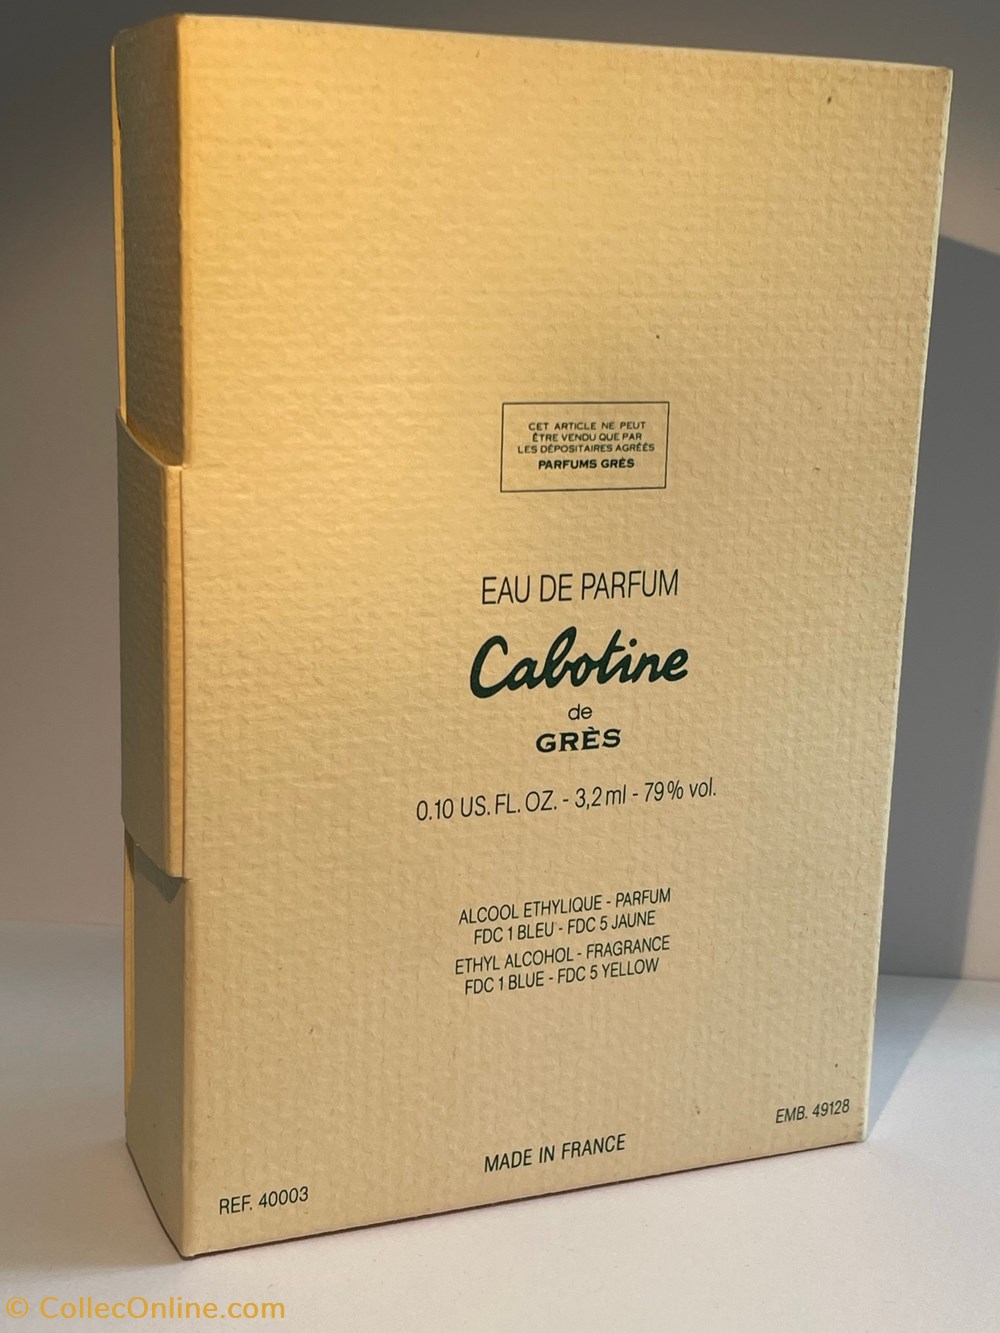 CET ARTICLE NE PEUT
ÊTRE VENDU QUE PAR
LES DÉPOSITAIRES AGRÉÉS
PARFUMS GRÈS
EAU DE PARFUM
Cabotine
de
GRÈS
0.10 US. FL. OZ. - 3,2 ml - 79% vol.
ALCOOL ETHYLIQUE - PARFUM
FDC 1 BLEU - FDC 5 JAUNE
ETHYL ALCOHOL - FRAGRANCE
FDC 1 BLUE - FDC 5 YELLOW
EMB. 49128
MADE IN FRANCE
REF. 40003
© CollecOnline.com